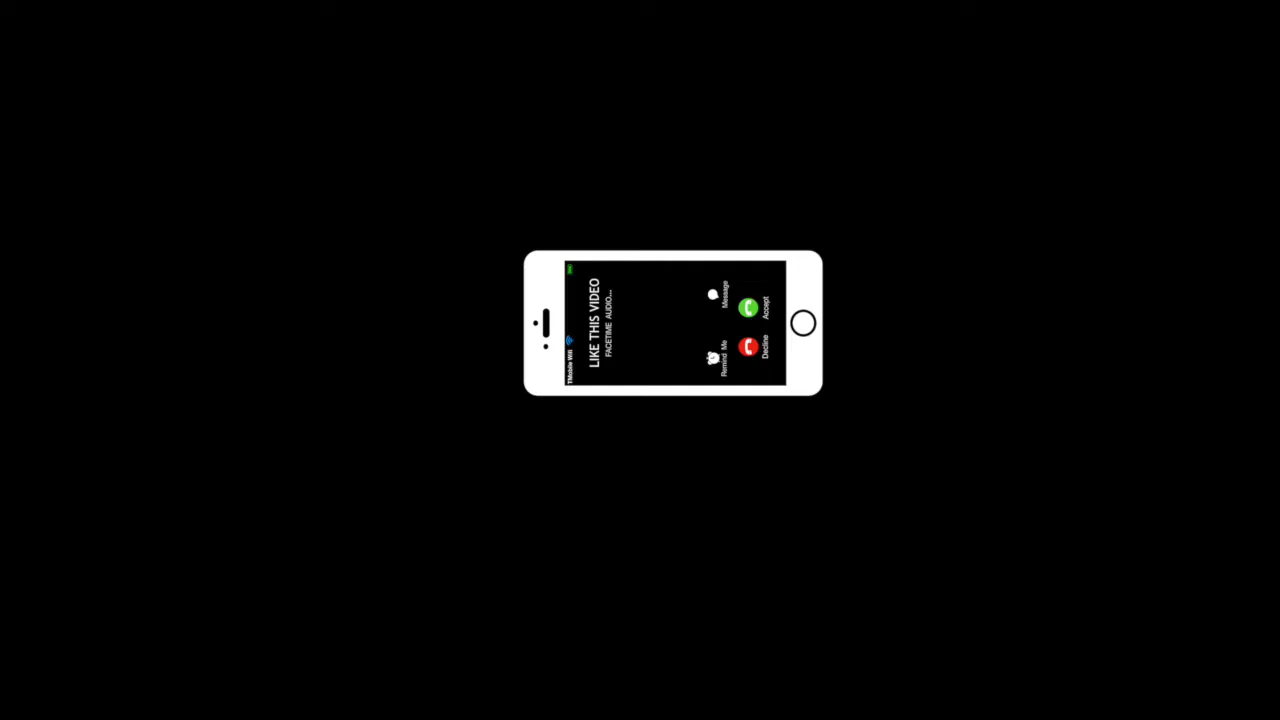 TMobile Wifi
LIKE THIS VIDEO
FACETIME AUDIO...
Remind Me
Message
Decline
Accept